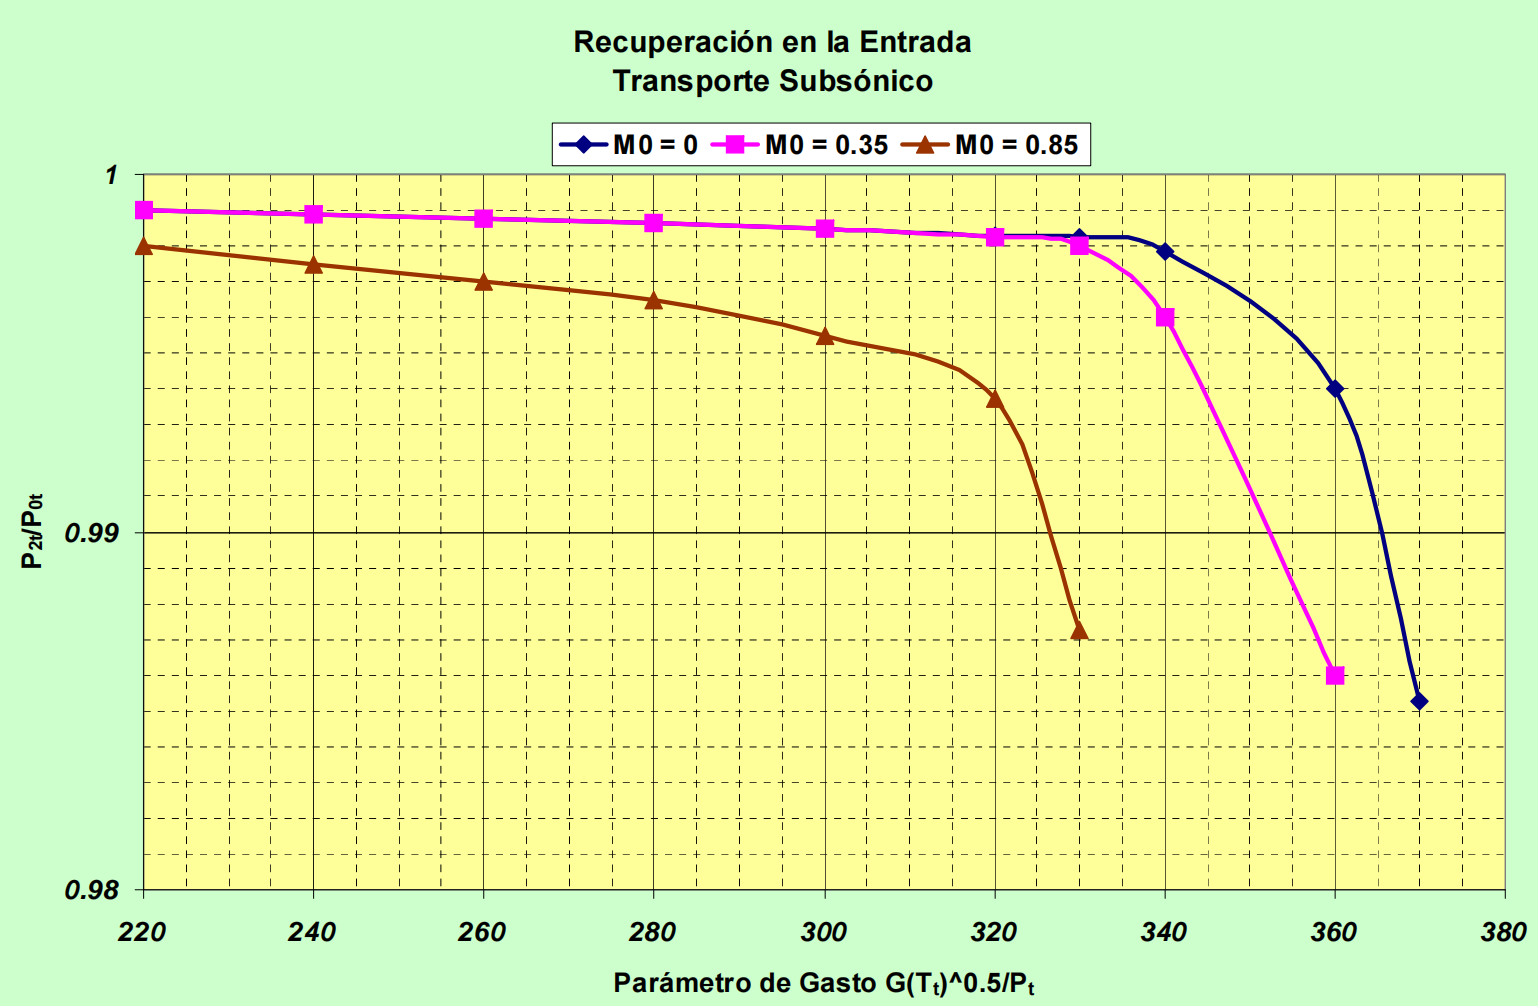 Recuperación en la Entrada
Transporte Subsónico
M0 = 0 M0 = 0.35 M0 = 0.85
1
0.99
0.98
P2t/P0t
220 240 260 280 300 320 340 360 380
Parámetro de Gasto G(Tt)^0.5/Pt